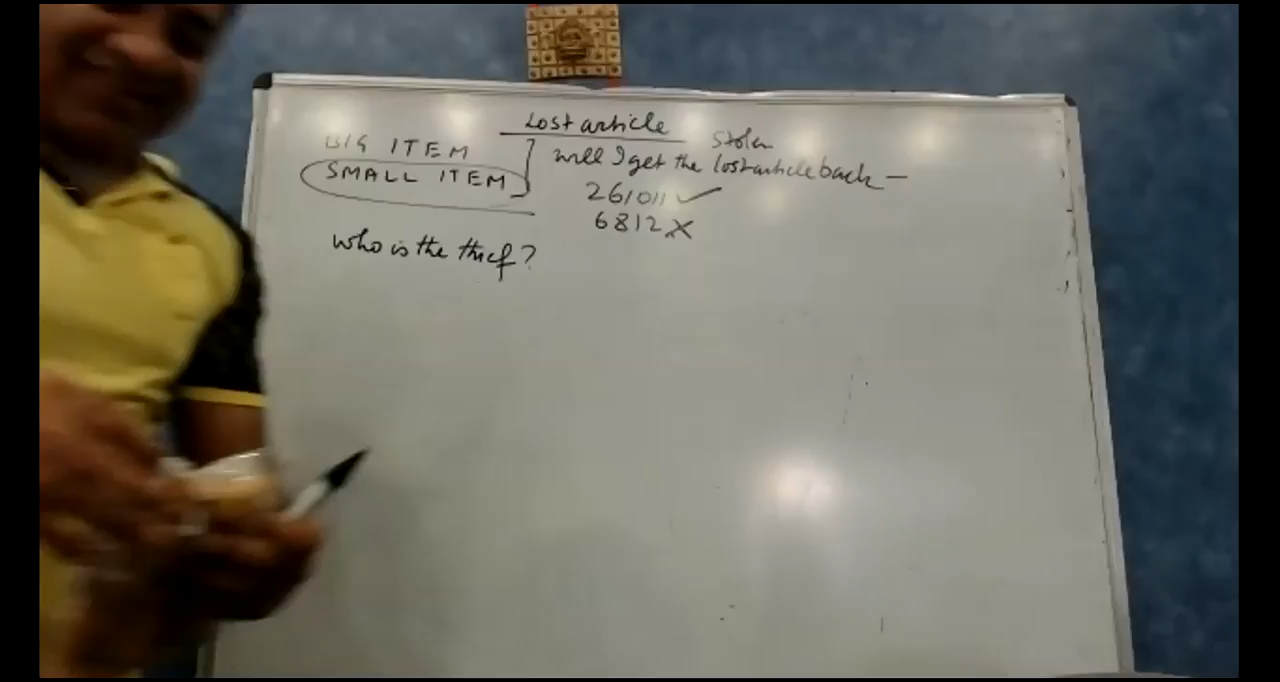 Lost article
BIG ITEM
SMALL ITEM
Stolen
will I get the lost article back —
261011 ✓
6812 ×
who is the thief?